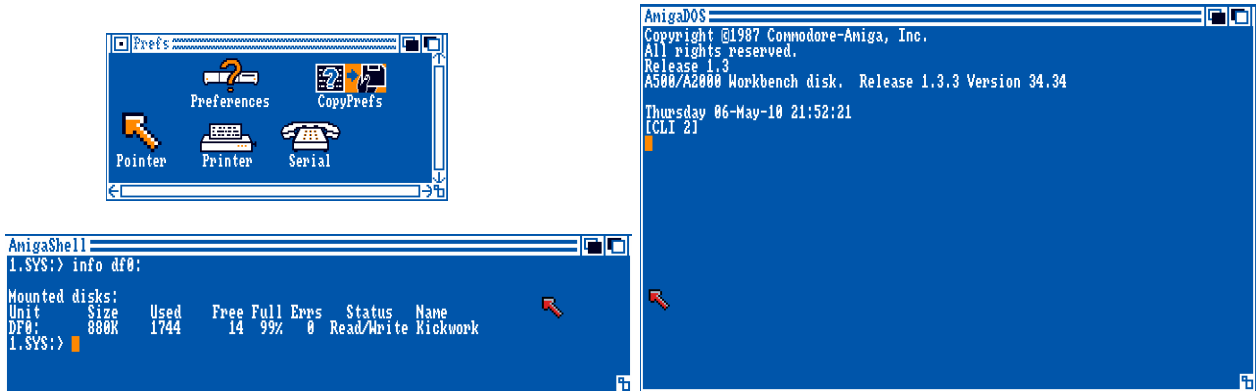 Prefs
Preferences CopyPrefs
Pointer Printer Serial
AmigaShell
1.SYS:> info df0:
Mounted disks:
Unit Size Used Free Full Errs Status Name
DF0: 880K 1744 14 99% 0 Read/Write Kickwork
1.SYS:>
AmigaDOS
Copyright ©1987 Commodore-Amiga, Inc.
All rights reserved.
Release 1.3
A500/A2000 Workbench disk. Release 1.3.3 Version 34.34
Thursday 06-May-10 21:52:21
[CLI 2]